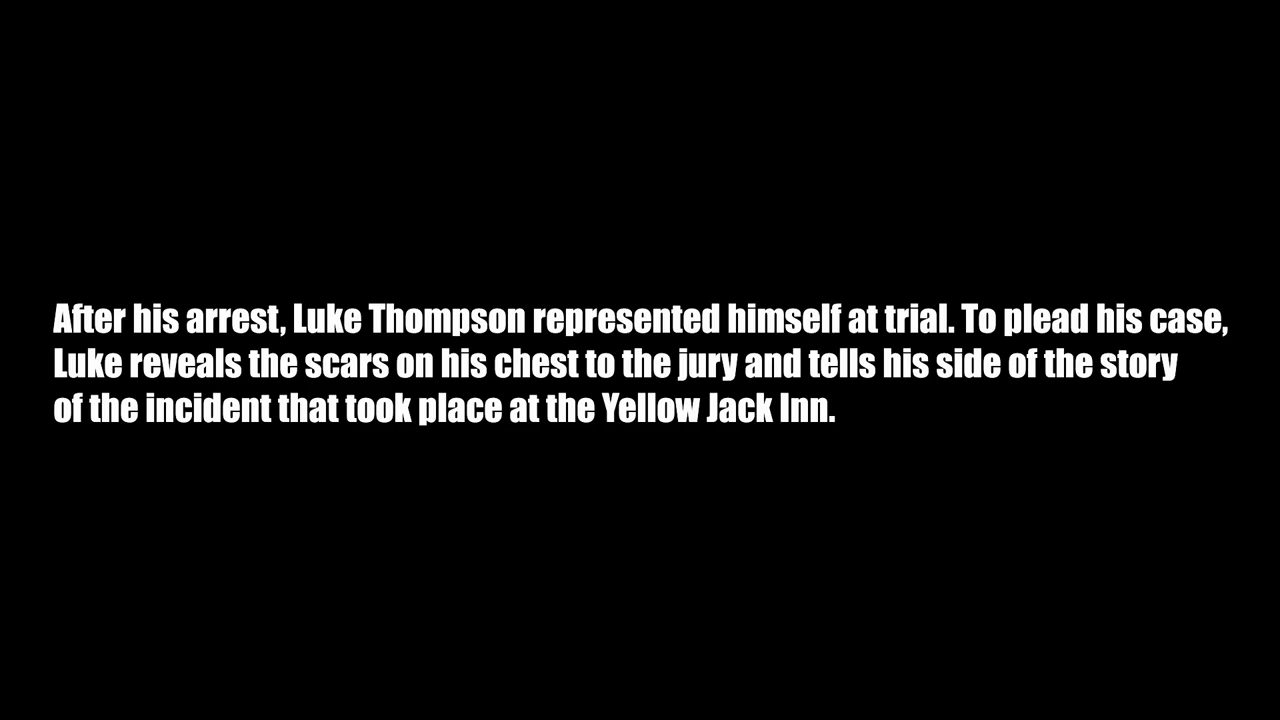 After his arrest, Luke Thompson represented himself at trial. To plead his case,
Luke reveals the scars on his chest to the jury and tells his side of the story
of the incident that took place at the Yellow Jack Inn.